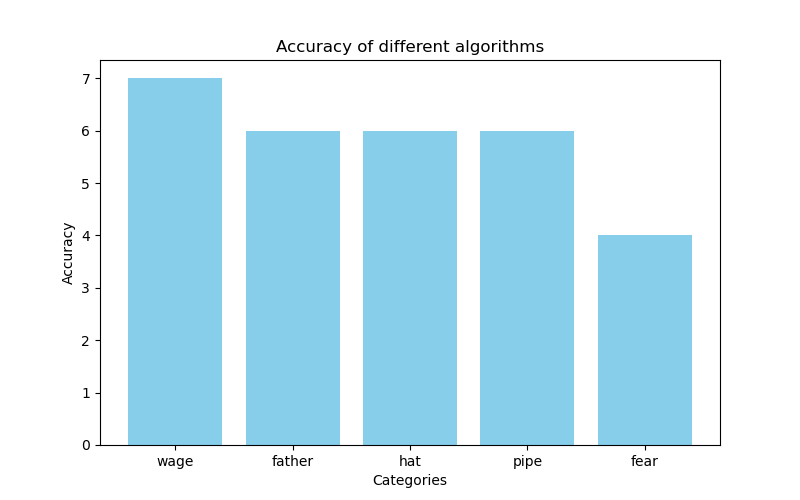 Accuracy of different algorithms
Accuracy
7
6
5
4
3
2
1
0
wage father hat pipe fear
Categories